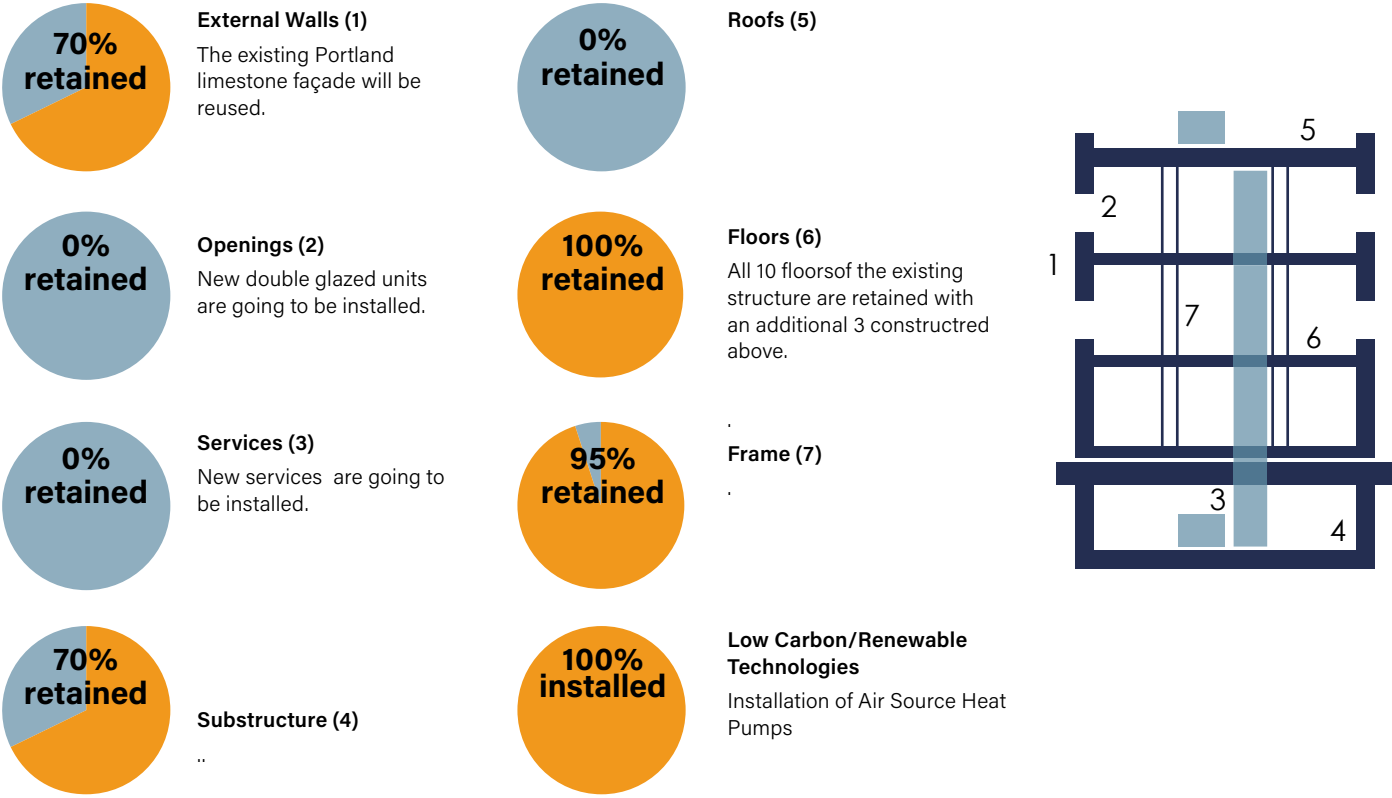 70%
retained
External Walls (1)
The existing Portland
limestone façade will be
reused.
0%
retained
Openings (2)
New double glazed units
are going to be installed.
0%
retained
Services (3)
New services  are going to
be installed.
70%
retained
Substructure (4)
..
0%
retained
Roofs (5)
100%
retained
Floors (6)
All 10 floorsof the existing
structure are retained with
an additional 3 constructred
above.
.
95%
retained
Frame (7)
.
100%
installed
Low Carbon/Renewable
Technologies
Installation of Air Source Heat
Pumps
5
2
1
7
6
3
4